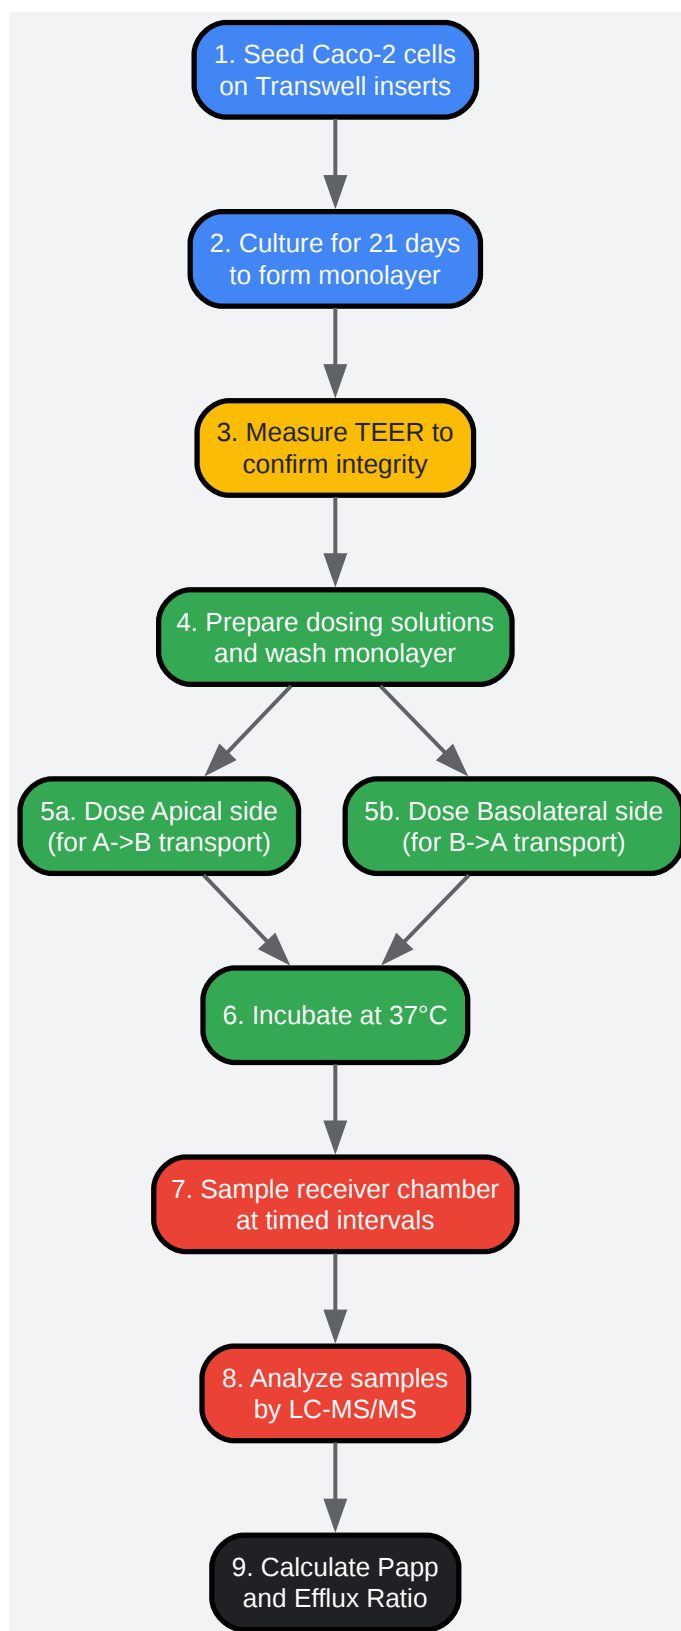 1. Seed Caco-2 cells
on Transwell inserts
2. Culture for 21 days
to form monolayer
3. Measure TEER to
confirm integrity
4. Prepare dosing solutions
and wash monolayer
5a. Dose Apical side
(for A->B transport)
5b. Dose Basolateral side
(for B->A transport)
6. Incubate at 37°C
7. Sample receiver chamber
at timed intervals
8. Analyze samples
by LC-MS/MS
9. Calculate Papp
and Efflux Ratio